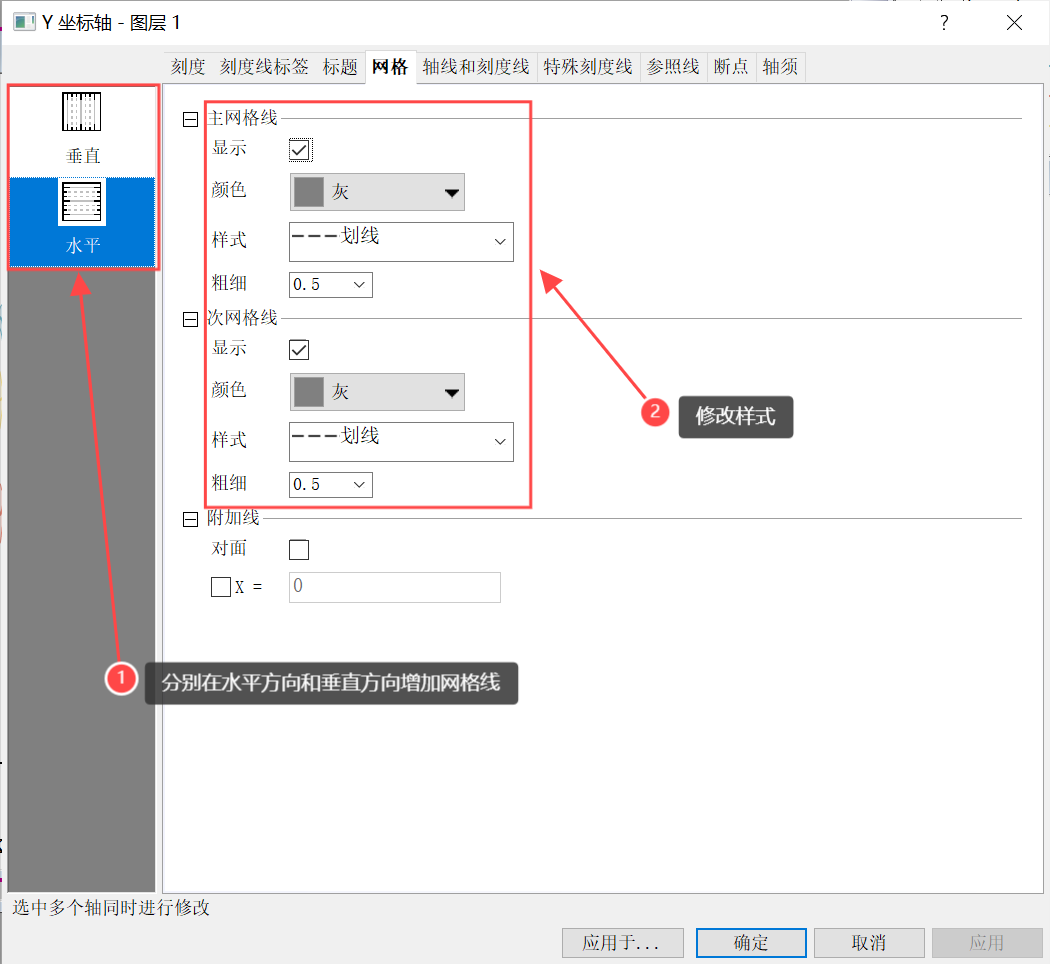 Y 坐标轴 - 图层 1
?
刻度 刻度线标签 标题 网格 轴线和刻度线 特殊刻度线 参照线 断点 轴须
垂直
水平
主网格线
显示
颜色 灰
样式 划线
粗细 0.5
次网格线
显示
颜色 灰
样式 划线
粗细 0.5
2 修改样式
附加线
对面
X = 0
1 分别在水平方向和垂直方向增加网格线
选中多个轴同时进行修改
应用于... 确定 取消 应用